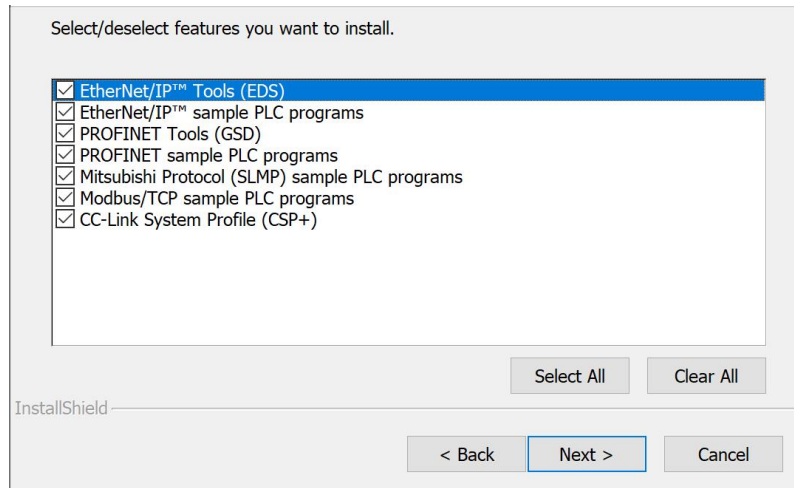 Select/deselect features you want to install.
EtherNet/IP™ Tools (EDS)
EtherNet/IP™ sample PLC programs
PROFINET Tools (GSD)
PROFINET sample PLC programs
Mitsubishi Protocol (SLMP) sample PLC programs
Modbus/TCP sample PLC programs
CC-Link System Profile (CSP+)
Select All Clear All
InstallShield
< Back Next > Cancel